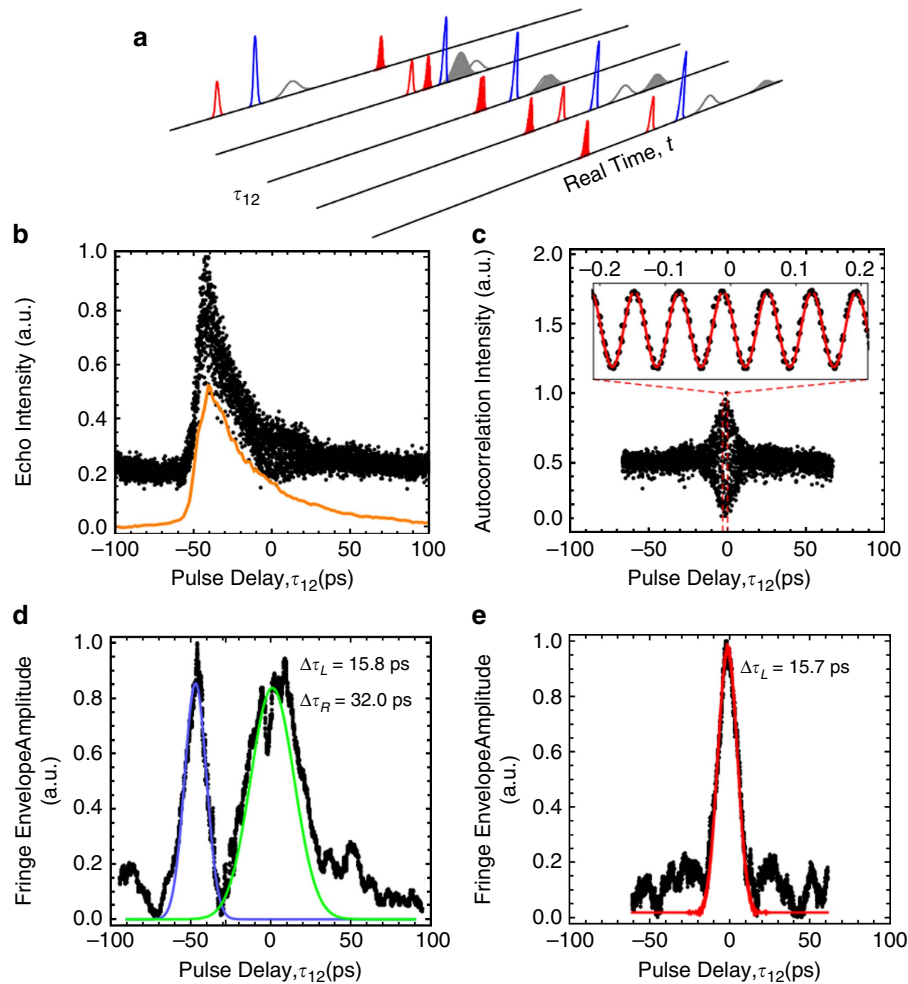 a
τ12
Real Time, t
b
1.0
0.8
0.6
0.4
0.2
0.0
Echo Intensity (a.u.)
−100 −50 0 50 100
Pulse Delay,τ12(ps)
c
2.0
1.5
1.0
0.5
0.0
Autocorrelation Intensity (a.u.)
−0.2 −0.1 0 0.1 0.2
−100 −50 0 50 100
Pulse Delay,τ12(ps)
d
1.0
0.8
0.6
0.4
0.2
0.0
Fringe EnvelopeAmplitude
(a.u.)
ΔτL = 15.8 ps
ΔτR = 32.0 ps
−100 −50 0 50 100
Pulse Delay,τ12(ps)
e
1.0
0.8
0.6
0.4
0.2
0.0
Fringe EnvelopeAmplitude
(a.u.)
ΔτL = 15.7 ps
−100 −50 0 50 100
Pulse Delay,τ12(ps)